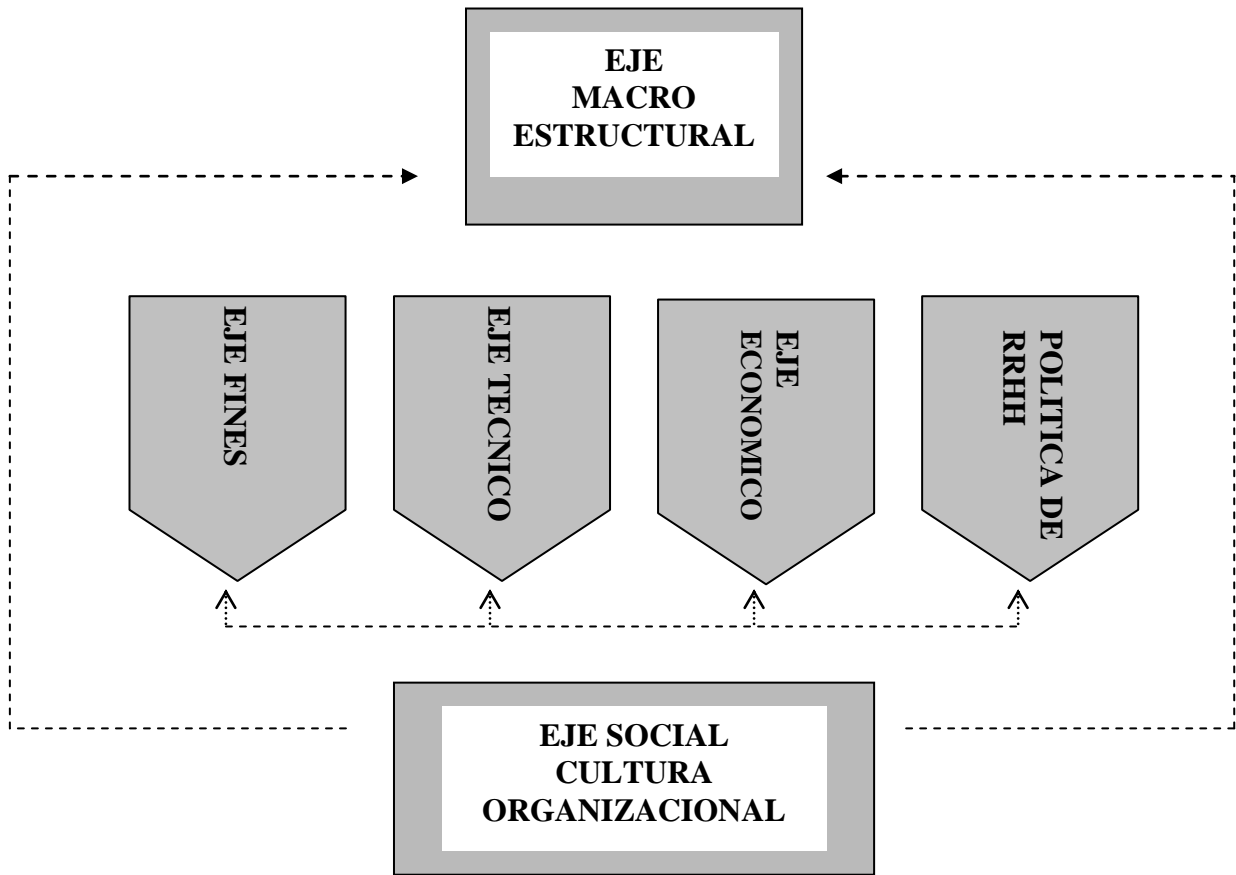 EJE
MACRO
ESTRUCTURAL
EJE FINES
EJE TECNICO
EJE
ECONOMICO
POLITICA DE
RRHH
EJE SOCIAL
CULTURA
ORGANIZACIONAL